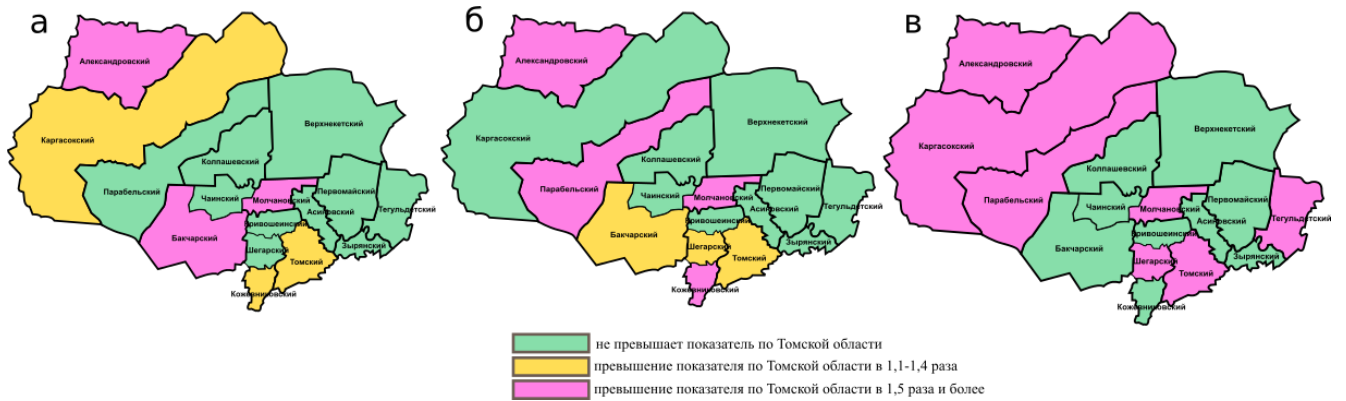 а
Александровский
Каргасокский
Верхнекетский
Колпашевский
Парабельский
Чаинский
Молчановский
Первомайский
Тегульдетский
Асиновский
Кривошеинский
Бакчарский
Шегарский
Зырянский
Томский
Кожевниковский
б
Александровский
Каргасокский
Верхнекетский
Колпашевский
Парабельский
Чаинский
Молчановский
Первомайский
Тегульдетский
Асиновский
Кривошеинский
Бакчарский
Шегарский
Зырянский
Томский
Кожевниковский
в
Александровский
Каргасокский
Верхнекетский
Колпашевский
Парабельский
Чаинский
Молчановский
Первомайский
Тегульдетский
Асиновский
Кривошеинский
Бакчарский
Шегарский
Зырянский
Томский
Кожевниковский
не превышает показатель по Томской области
превышение показателя по Томской области в 1,1-1,4 раза
превышение показателя по Томской области в 1,5 раза и более